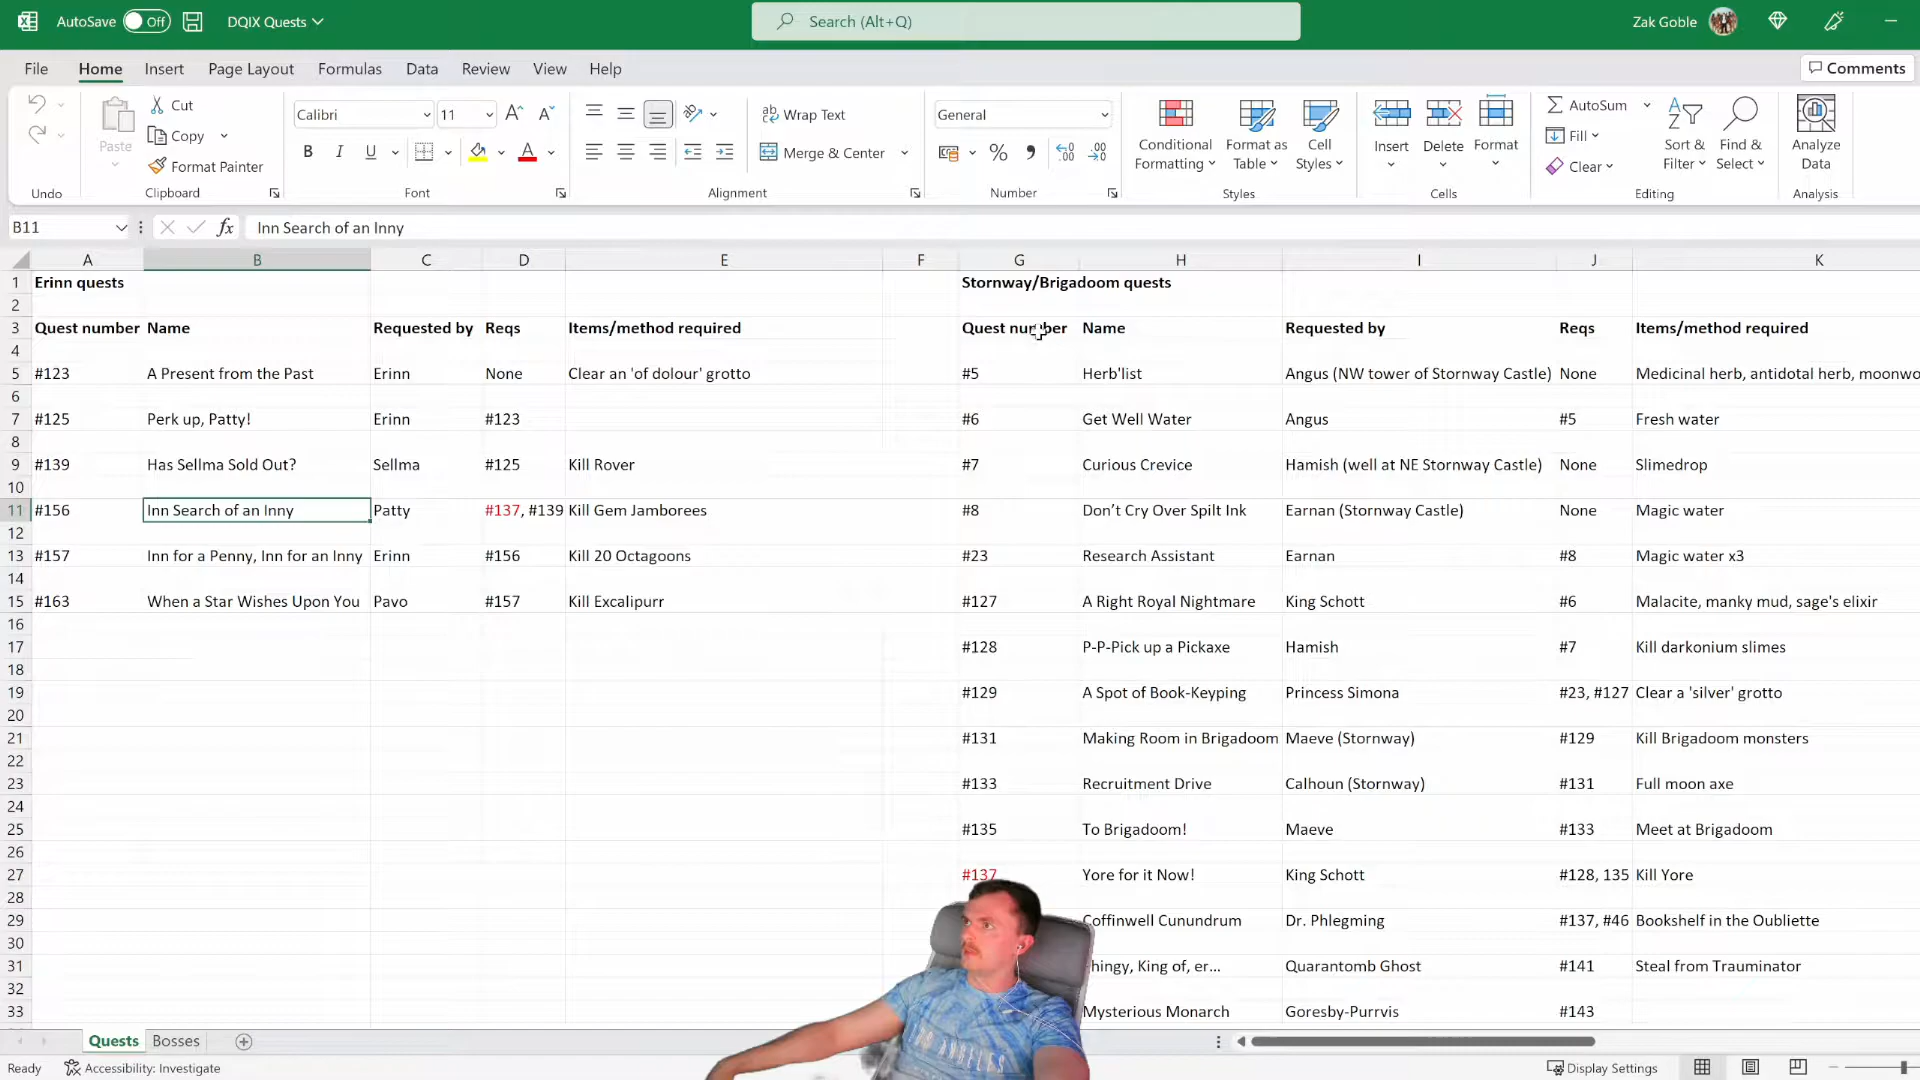 AutoSave Off DQIX Quests Search (Alt+Q) Zak Goble
File Home Insert Page Layout Formulas Data Review View Help Comments
Paste Cut Copy Format Painter
Calibri 11
B I U A
Wrap Text
Merge & Center
General
Conditional Formatting
Format as Table
Cell Styles
Insert Delete Format
AutoSum
Fill
Clear
Sort & Filter
Find & Select
Analyze Data
Undo Clipboard Font Alignment Number Styles Cells Editing Analysis
B11 fx Inn Search of an Inny
A B C D E F G H I J K
1 Erinn quests Stornway/Brigadoom quests
2
3 Quest number Name Requested by Reqs Items/method required Quest number Name Requested by Reqs Items/method required
4
5 #123 A Present from the Past Erinn None Clear an 'of dolour' grotto #5 Herb'list Angus (NW tower of Stornway Castle) None Medicinal herb, antidotal herb, moonwo
6
7 #125 Perk up, Patty! Erinn #123 #6 Get Well Water Angus #5 Fresh water
8
9 #139 Has Sellma Sold Out? Sellma #125 Kill Rover #7 Curious Crevice Hamish (well at NE Stornway Castle) None Slimedrop
10
11 #156 Inn Search of an Inny Patty #137, #139 Kill Gem Jamborees #8 Don't Cry Over Spilt Ink Earnan (Stornway Castle) None Magic water
12
13 #157 Inn for a Penny, Inn for an Inny Erinn #156 Kill 20 Octagoons #23 Research Assistant Earnan #8 Magic water x3
14
15 #163 When a Star Wishes Upon You Pavo #157 Kill Excalipurr #127 A Right Royal Nightmare King Schott #6 Malacite, manky mud, sage's elixir
16
17 #128 P-P-Pick up a Pickaxe Hamish #7 Kill darkonium slimes
18
19 #129 A Spot of Book-Keyping Princess Simona #23, #127 Clear a 'silver' grotto
20
21 #131 Making Room in Brigadoom Maeve (Stornway) #129 Kill Brigadoom monsters
22
23 #133 Recruitment Drive Calhoun (Stornway) #131 Full moon axe
24
25 #135 To Brigadoom! Maeve #133 Meet at Brigadoom
26
27 #137 Yore for it Now! King Schott #128, 135 Kill Yore
28
29 Coffinwell Cunundrum Dr. Phlegming #137, #46 Bookshelf in the Oubliette
30
31 hingy, King of, er... Quarantomb Ghost #141 Steal from Trauminator
32
33 Mysterious Monarch Goresby-Purrvis #143
Quests Bosses
Ready Accessibility: Investigate Display Settings